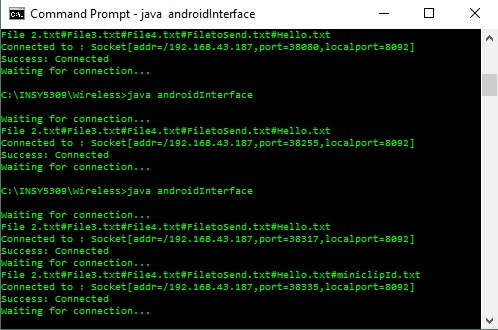 Command Prompt - java androidInterface
File 2.txt#File3.txt#File4.txt#FiletoSend.txt#Hello.txt
Connected to : Socket[addr=/192.168.43.187,port=38080,localport=8092]
Success: Connected
Waiting for connection...
C:\INSY5309\Wireless>java androidInterface
Waiting for connection...
File 2.txt#File3.txt#File4.txt#FiletoSend.txt#Hello.txt
Connected to : Socket[addr=/192.168.43.187,port=38255,localport=8092]
Success: Connected
Waiting for connection...
C:\INSY5309\Wireless>java androidInterface
Waiting for connection...
File 2.txt#File3.txt#File4.txt#FiletoSend.txt#Hello.txt
Connected to : Socket[addr=/192.168.43.187,port=38317,localport=8092]
Success: Connected
Waiting for connection...
File 2.txt#File3.txt#File4.txt#FiletoSend.txt#Hello.txt#miniclipId.txt
Connected to : Socket[addr=/192.168.43.187,port=38335,localport=8092]
Success: Connected
Waiting for connection...